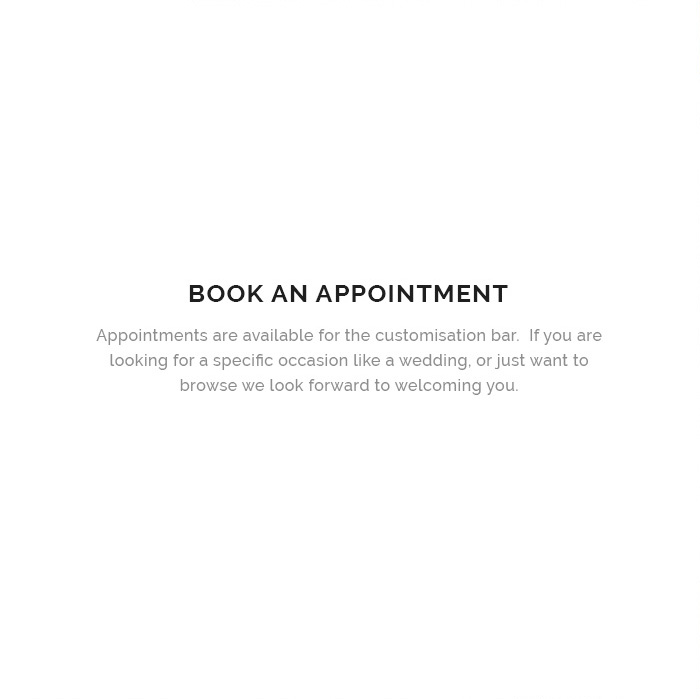 BOOK AN APPOINTMENT
Appointments are available for the customisation bar.  If you are
looking for a specific occasion like a wedding, or just want to
browse we look forward to welcoming you.